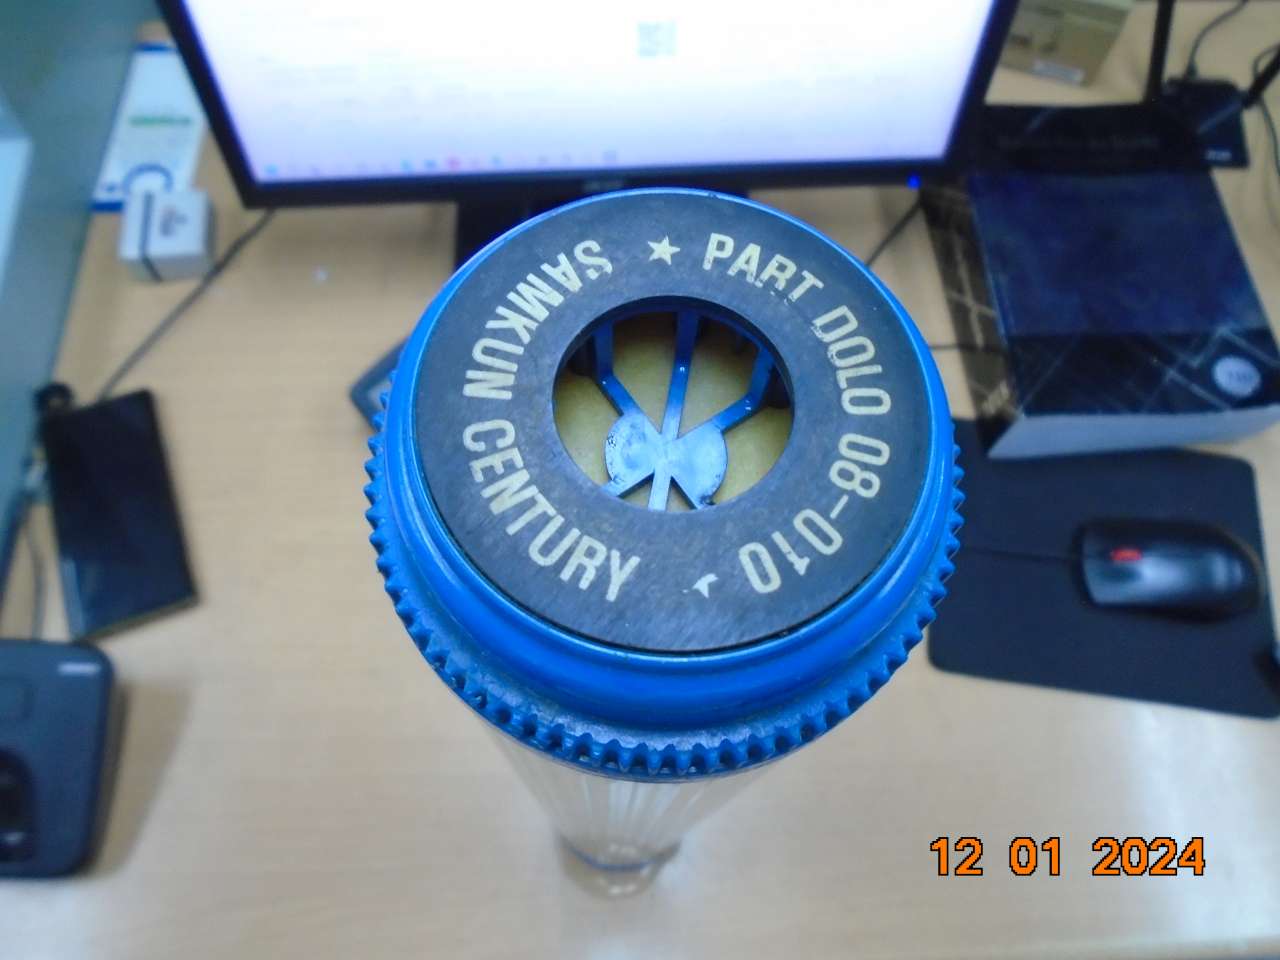 SAMKUN CENTURY
PART DOLO 08-010
12 01 2024